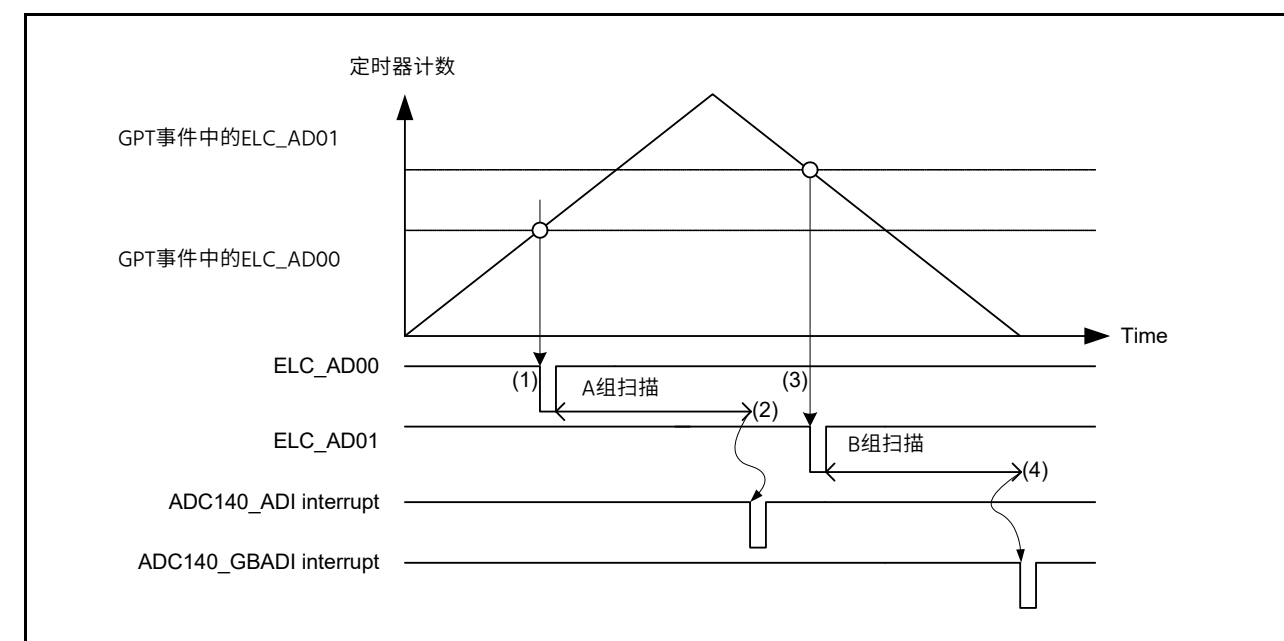 定时器计数
GPT事件中的ELC_AD01
GPT事件中的ELC_AD00
Time
ELC_AD00
(1)
A组扫描
(2)
(3)
ELC_AD01
B组扫描
(4)
ADC140_ADI interrupt
ADC140_GBADI interrupt